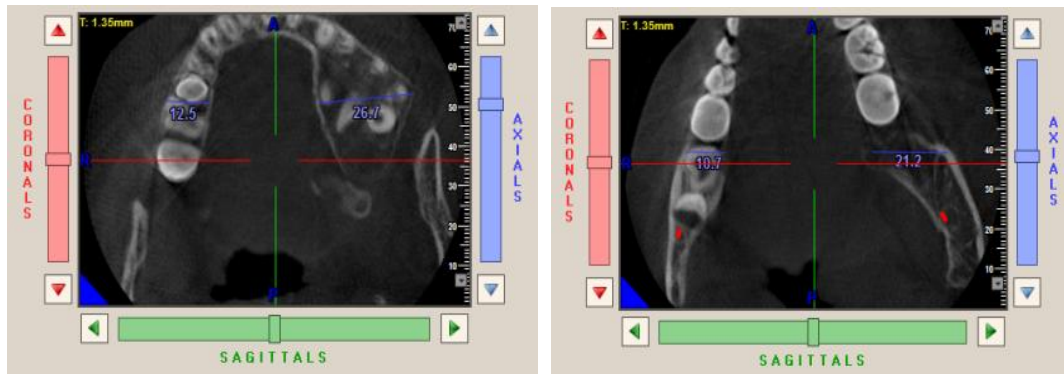 T: 1.35mm
A
70
60
50
40
30
20
10
R
P
12.5
26.7
CORONALS
AXIALS
SAGITTALS
T: 1.35mm
A
70
60
50
40
30
20
10
R
P
10.7
21.2
CORONALS
AXIALS
SAGITTALS